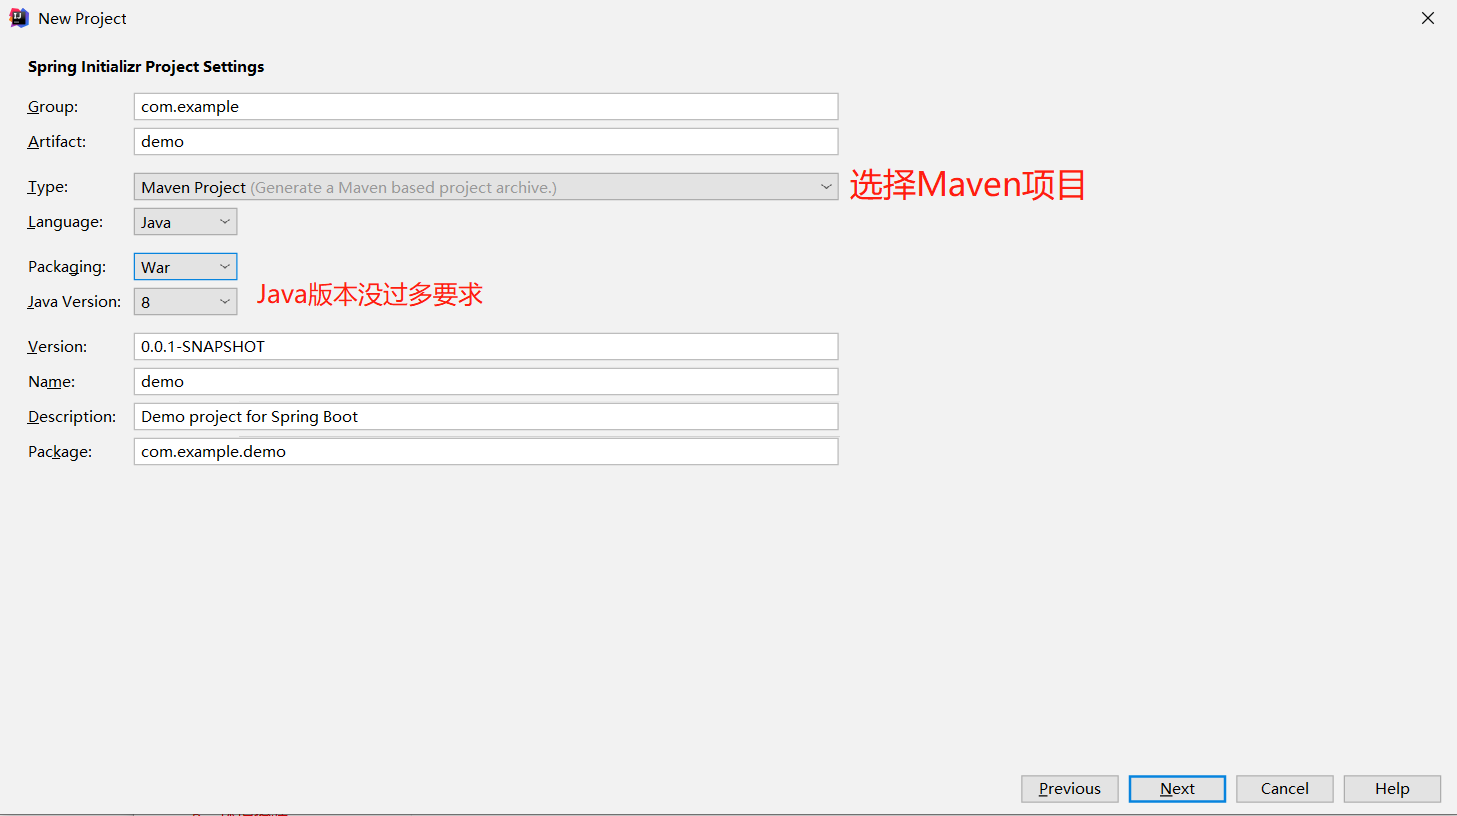 New Project
Spring Initializr Project Settings
Group: com.example
Artifact: demo
Type: Maven Project (Generate a Maven based project archive.) 选择Maven项目
Language: Java
Packaging: War
Java Version: 8 Java版本没过多要求
Version: 0.0.1-SNAPSHOT
Name: demo
Description: Demo project for Spring Boot
Package: com.example.demo
Previous Next Cancel Help